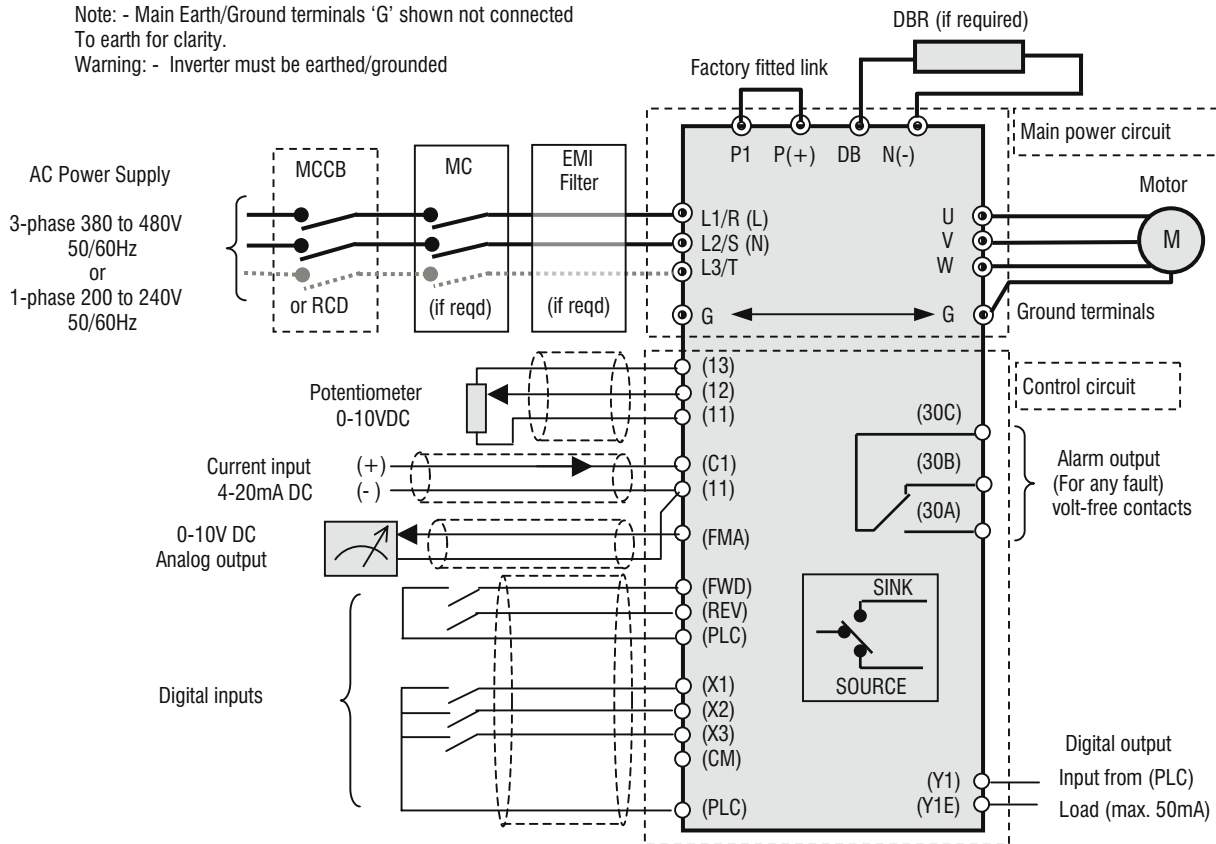 Note: - Main Earth/Ground terminals ‘G’ shown not connected
To earth for clarity.
Warning: - Inverter must be earthed/grounded
DBR (if required)
Factory fitted link
Main power circuit
P1 P(+) DB N(-)
AC Power Supply
3-phase 380 to 480V
50/60Hz
or
1-phase 200 to 240V
50/60Hz
MCCB
or RCD
MC
(if reqd)
EMI
Filter
(if reqd)
L1/R (L)
L2/S (N)
L3/T
G
U
V
W
G
Motor
M
Ground terminals
Control circuit
Potentiometer
0-10VDC
(13)
(12)
(11)
Current input
4-20mA DC
(+)
(-)
(C1)
(11)
0-10V DC
Analog output
(FMA)
(30C)
(30B)
(30A)
Alarm output
(For any fault)
volt-free contacts
Digital inputs
(FWD)
(REV)
(PLC)
(X1)
(X2)
(X3)
(CM)
(PLC)
SINK
SOURCE
Digital output
(Y1)
Input from (PLC)
(Y1E)
Load (max. 50mA)